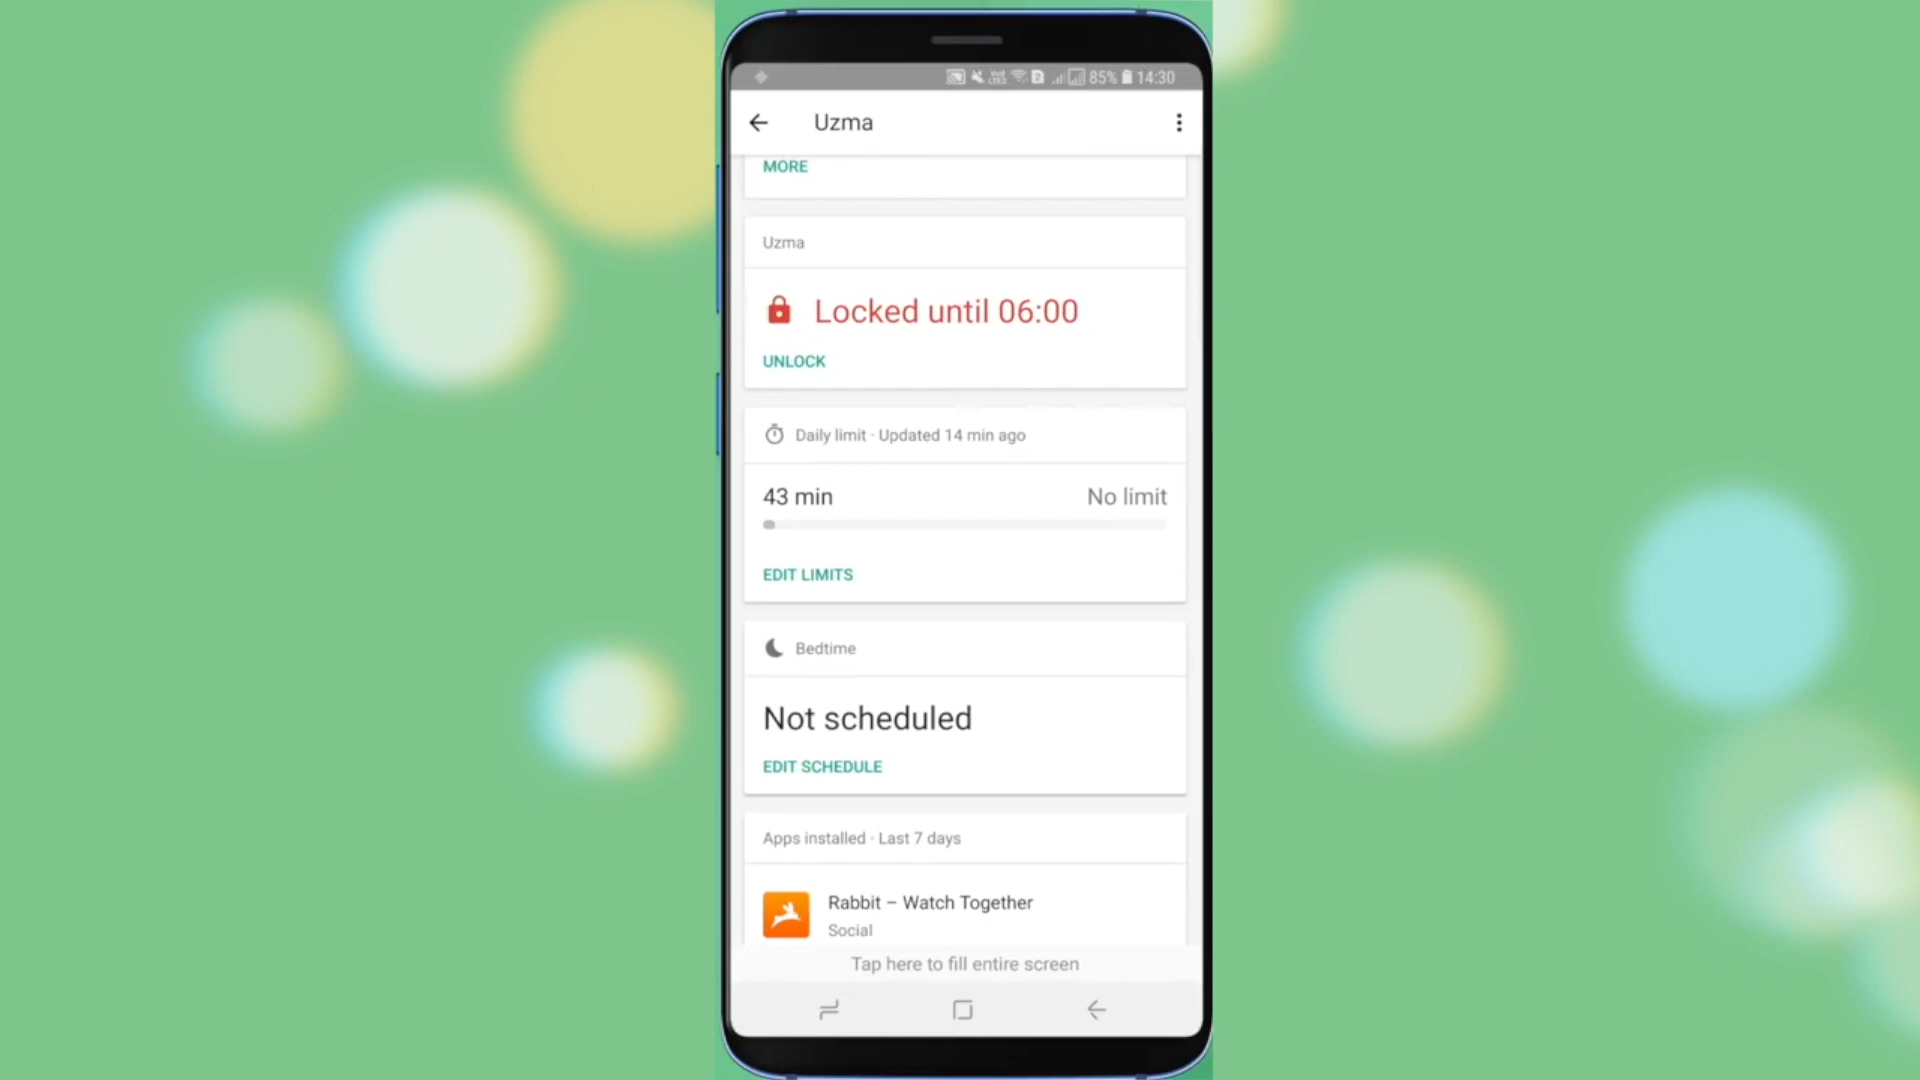 85% 14:30
Uzma
MORE
Uzma
Locked until 06:00
UNLOCK
Daily limit · Updated 14 min ago
43 min No limit
EDIT LIMITS
Bedtime
Not scheduled
EDIT SCHEDULE
Apps installed · Last 7 days
Rabbit – Watch Together
Social
Tap here to fill entire screen